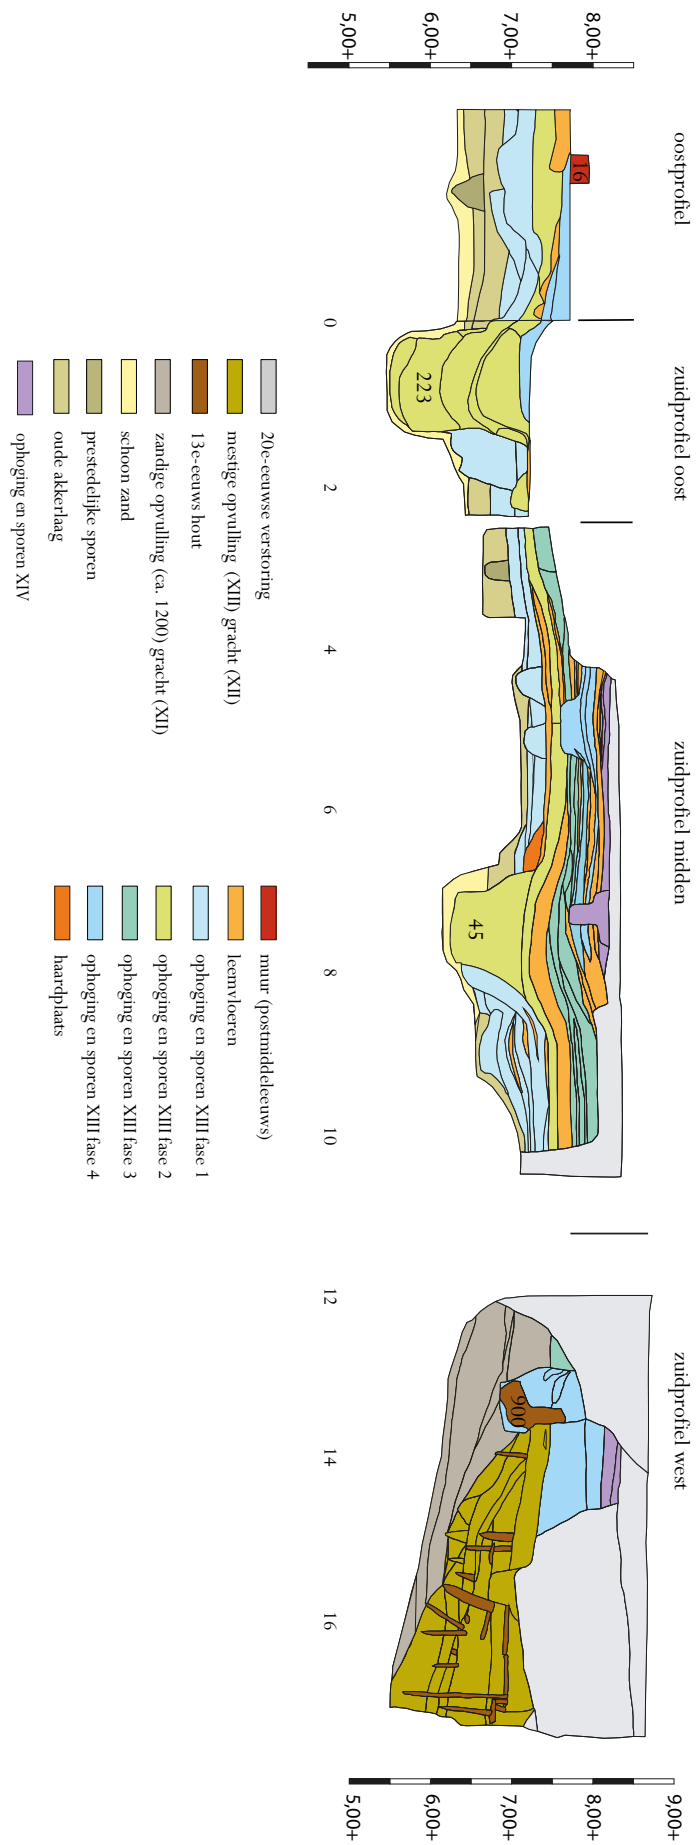 oostprofiel
zuidprofiel oost
zuidprofiel midden
zuidprofiel west
8,00+
7,00+
6,00+
5,00+
9,00+
8,00+
7,00+
6,00+
5,00+
16
223
45
900
0
2
4
6
8
10
12
14
16
20e-eeuwse verstoring
mestige opvulling (XIII) gracht (XII)
13e-eeuws hout
zandige opvulling (ca. 1200) gracht (XII)
schoon zand
prestedelijke sporen
oude akkerlaag
ophoging en sporen XIV
muur (postmiddeleeuws)
leemvloeren
ophoging en sporen XIII fase 1
ophoging en sporen XIII fase 2
ophoging en sporen XIII fase 3
ophoging en sporen XIII fase 4
haardplaats